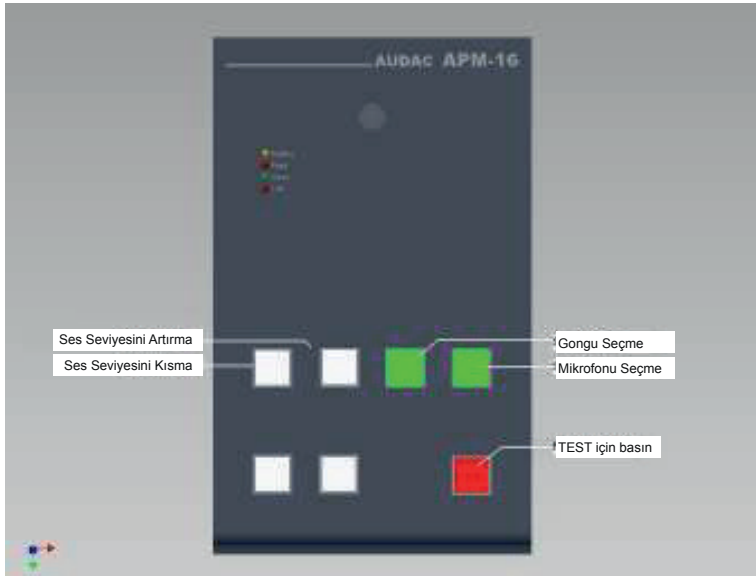 AUDAC APM-16
Ses Seviyesini Artırma
Ses Seviyesini Kısma
Gongu Seçme
Mikrofonu Seçme
TEST için basın